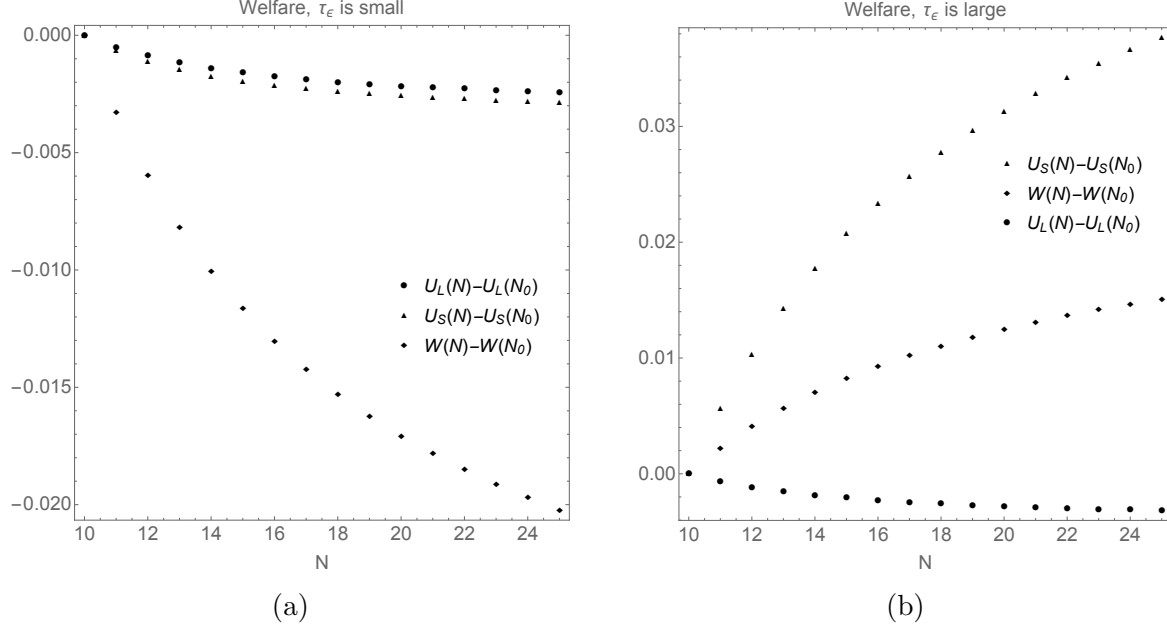 Welfare, τϵ is small
0.000
−0.005
−0.010
−0.015
−0.020
U_L(N)−U_L(N_0)
U_S(N)−U_S(N_0)
W(N)−W(N_0)
10 12 14 16 18 20 22 24
N
(a)
Welfare, τϵ is large
0.03
0.02
0.01
0.00
U_S(N)−U_S(N_0)
W(N)−W(N_0)
U_L(N)−U_L(N_0)
10 12 14 16 18 20 22 24
N
(b)